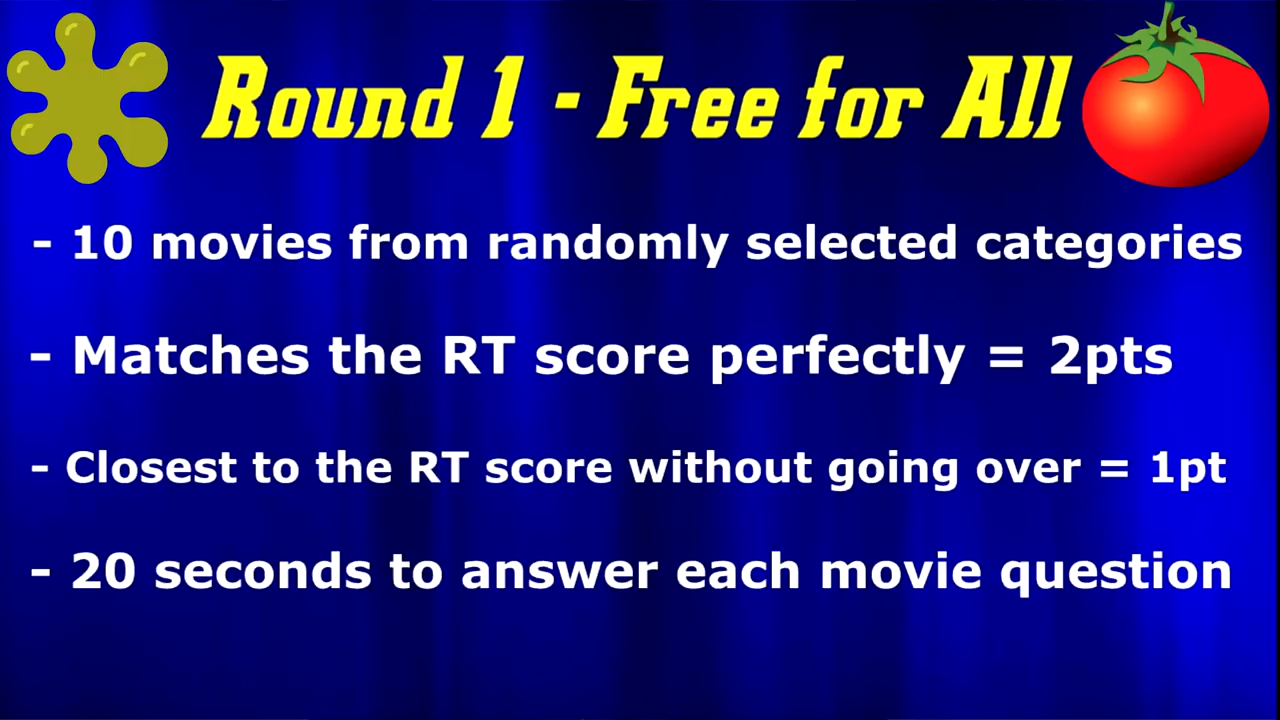 Round 1 - Free for All
- 10 movies from randomly selected categories
- Matches the RT score perfectly = 2pts
- Closest to the RT score without going over = 1pt
- 20 seconds to answer each movie question